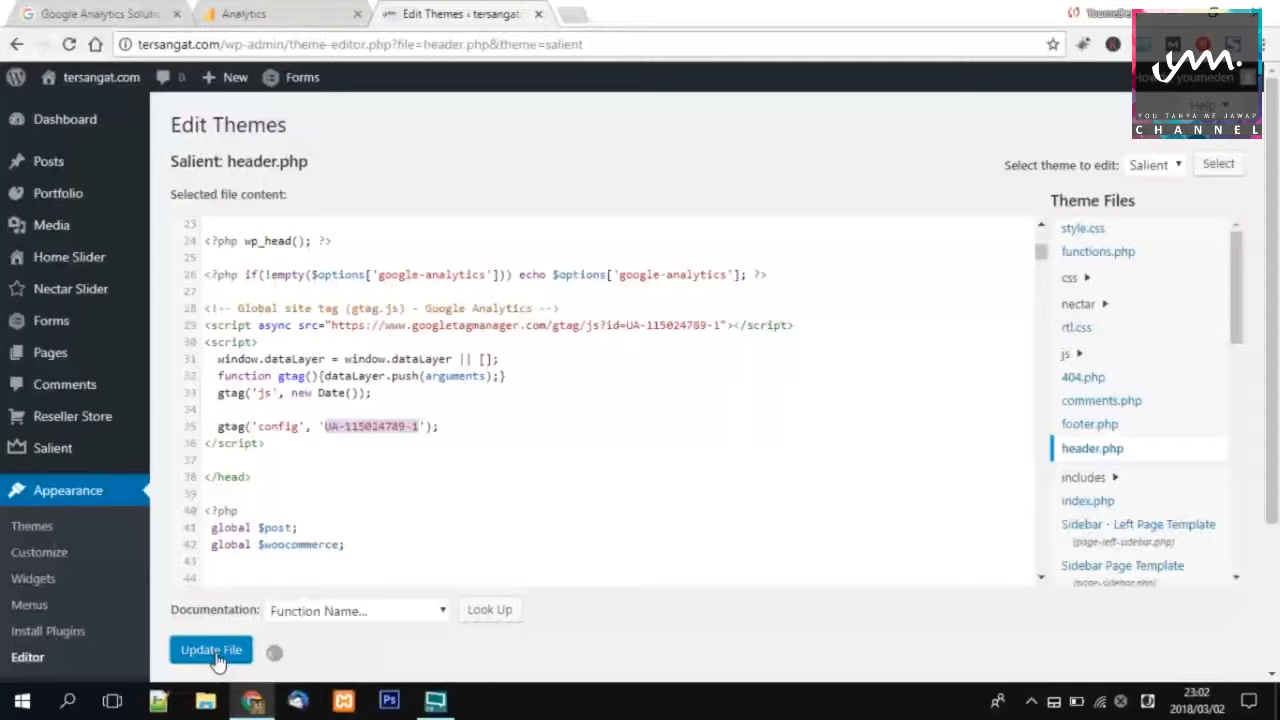 Google Analytics Soluti
Analytics
Edit Themes ‹ tersangat
YoumeDen
tersangat.com/wp-admin/theme-editor.php?file=header.php&theme=salient
tersangat.com
0
New
Forms
youmeden
Help
YOU TANYA ME JAWAP
CHANNEL
Dashboard
Posts
Portfolio
Media
Home Slider
Nectar Slider
Forms
Pages
Comments
Reseller Store
Salient
Appearance
Themes
Customize
Widgets
Menus
Install Plugins
Editor
Edit Themes
Salient: header.php
Select theme to edit: Salient Select
Selected file content:
23
24 <?php wp_head(); ?>
25
26 <?php if(!empty($options['google-analytics'])) echo $options['google-analytics']; ?>
27
28 <!-- Global site tag (gtag.js) - Google Analytics -->
29 <script async src="https://www.googletagmanager.com/gtag/js?id=UA-115024789-1"></script>
30 <script>
31 window.dataLayer = window.dataLayer || [];
32 function gtag(){dataLayer.push(arguments);}
33 gtag('js', new Date());
34
35 gtag('config', 'UA-115024789-1');
36 </script>
37
38 </head>
39
40 <?php
41 global $post;
42 global $woocommerce;
43
44
Theme Files
style.css
functions.php
css
nectar
rtl.css
js
404.php
comments.php
footer.php
header.php
includes
index.php
Sidebar - Left Page Template
(page-left-sidebar.php)
Sidebar Page Template
(page-sidebar.php)
Documentation: Function Name... Look Up
Update File
23:02
2018/03/02